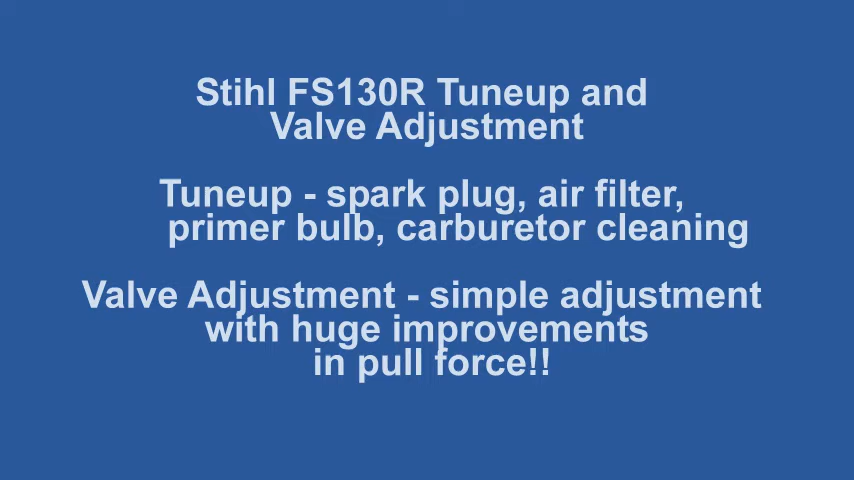 Stihl FS130R Tuneup and
Valve Adjustment
Tuneup - spark plug, air filter,
primer bulb, carburetor cleaning
Valve Adjustment - simple adjustment
with huge improvements
in pull force!!